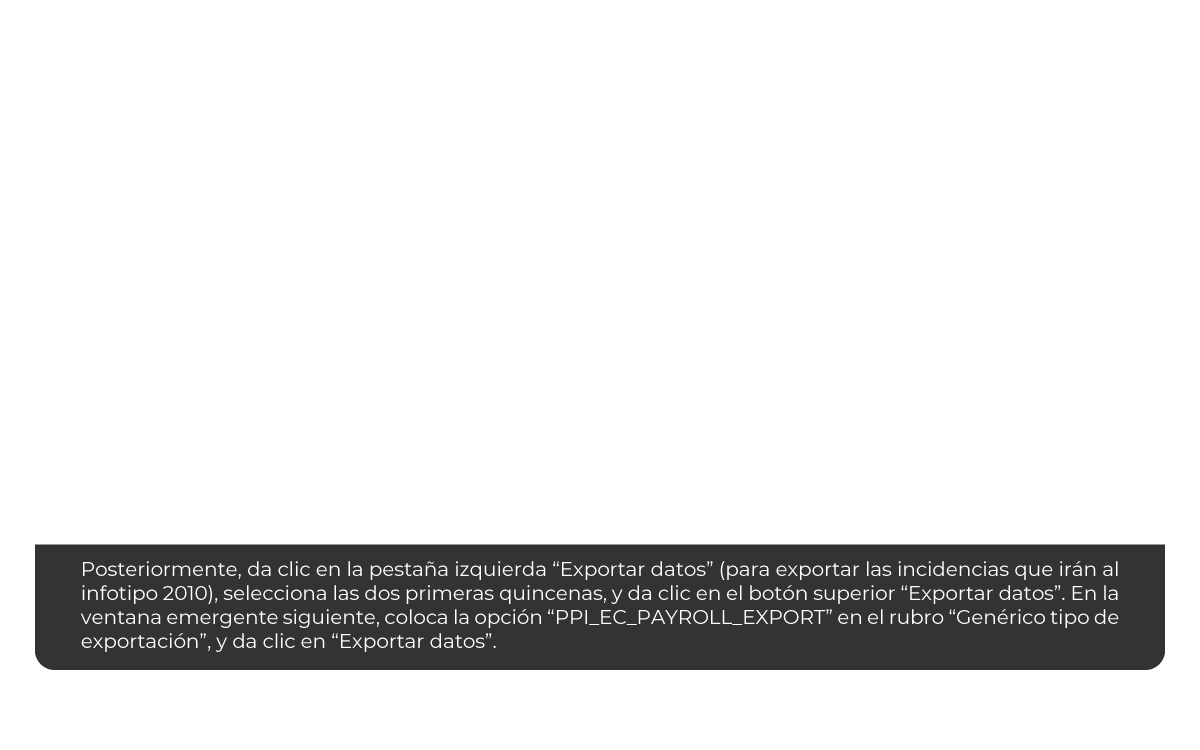 Posteriormente, da clic en la pestaña izquierda “Exportar datos” (para exportar las incidencias que irán al
infotipo 2010), selecciona las dos primeras quincenas, y da clic en el botón superior “Exportar datos”. En la
ventana emergente siguiente, coloca la opción “PPI_EC_PAYROLL_EXPORT” en el rubro “Genérico tipo de
exportación”, y da clic en “Exportar datos”.